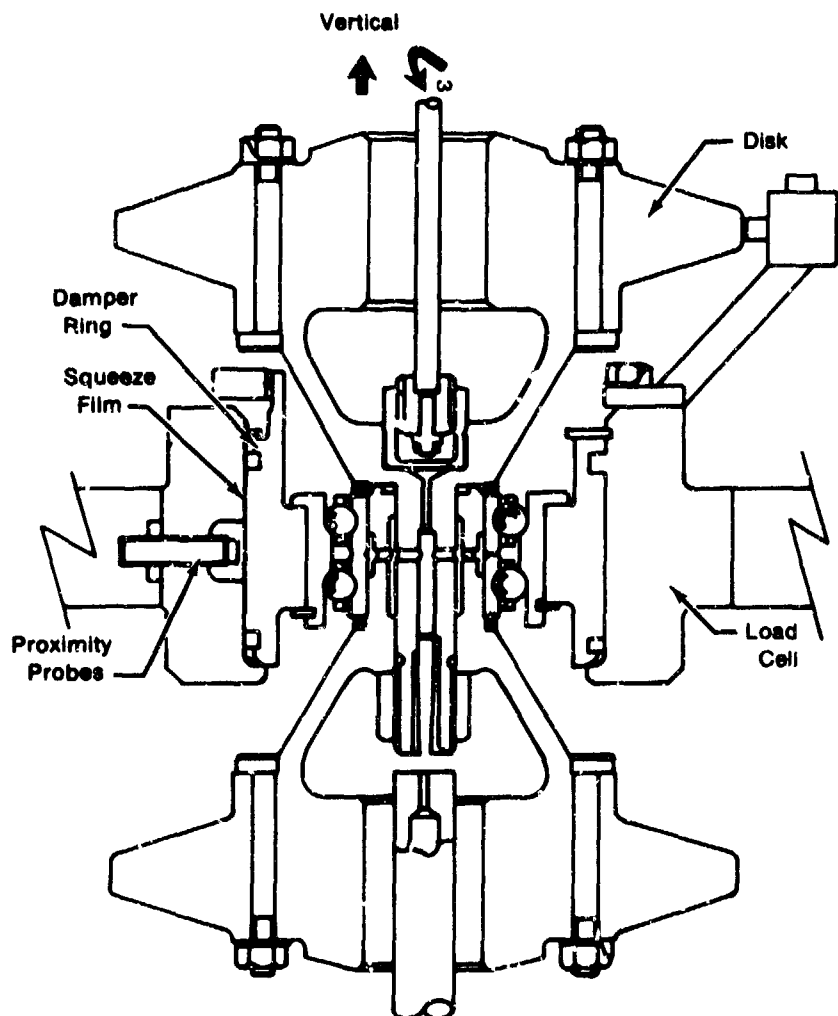 Vertical
ω
Disk
Damper
Ring
Squeeze
Film
Proximity
Probes
Load
Cell